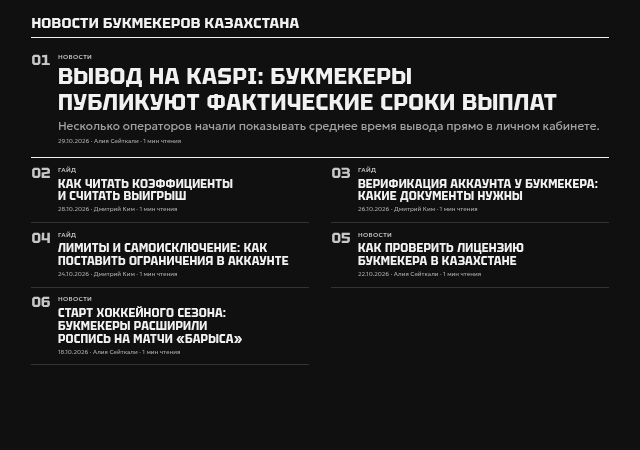 НОВОСТИ БУКМЕКЕРОВ КАЗАХСТАНА
01
НОВОСТИ
ВЫВОД НА KASPI: БУКМЕКЕРЫ
ПУБЛИКУЮТ ФАКТИЧЕСКИЕ СРОКИ ВЫПЛАТ
Несколько операторов начали показывать среднее время вывода прямо в личном кабинете.
29.10.2026 · Алия Сейткали · 1 мин чтения
02
ГАЙД
КАК ЧИТАТЬ КОЭФФИЦИЕНТЫ
И СЧИТАТЬ ВЫИГРЫШ
28.10.2026 · Дмитрий Ким · 1 мин чтения
03
ГАЙД
ВЕРИФИКАЦИЯ АККАУНТА У БУКМЕКЕРА:
КАКИЕ ДОКУМЕНТЫ НУЖНЫ
26.10.2026 · Дмитрий Ким · 1 мин чтения
04
ГАЙД
ЛИМИТЫ И САМОИСКЛЮЧЕНИЕ: КАК
ПОСТАВИТЬ ОГРАНИЧЕНИЯ В АККАУНТЕ
24.10.2026 · Дмитрий Ким · 1 мин чтения
05
НОВОСТИ
КАК ПРОВЕРИТЬ ЛИЦЕНЗИЮ
БУКМЕКЕРА В КАЗАХСТАНЕ
22.10.2026 · Алия Сейткали · 1 мин чтения
06
НОВОСТИ
СТАРТ ХОККЕЙНОГО СЕЗОНА:
БУКМЕКЕРЫ РАСШИРИЛИ
РОСПИСЬ НА МАТЧИ «БАРЫСА»
18.10.2026 · Алия Сейткали · 1 мин чтения